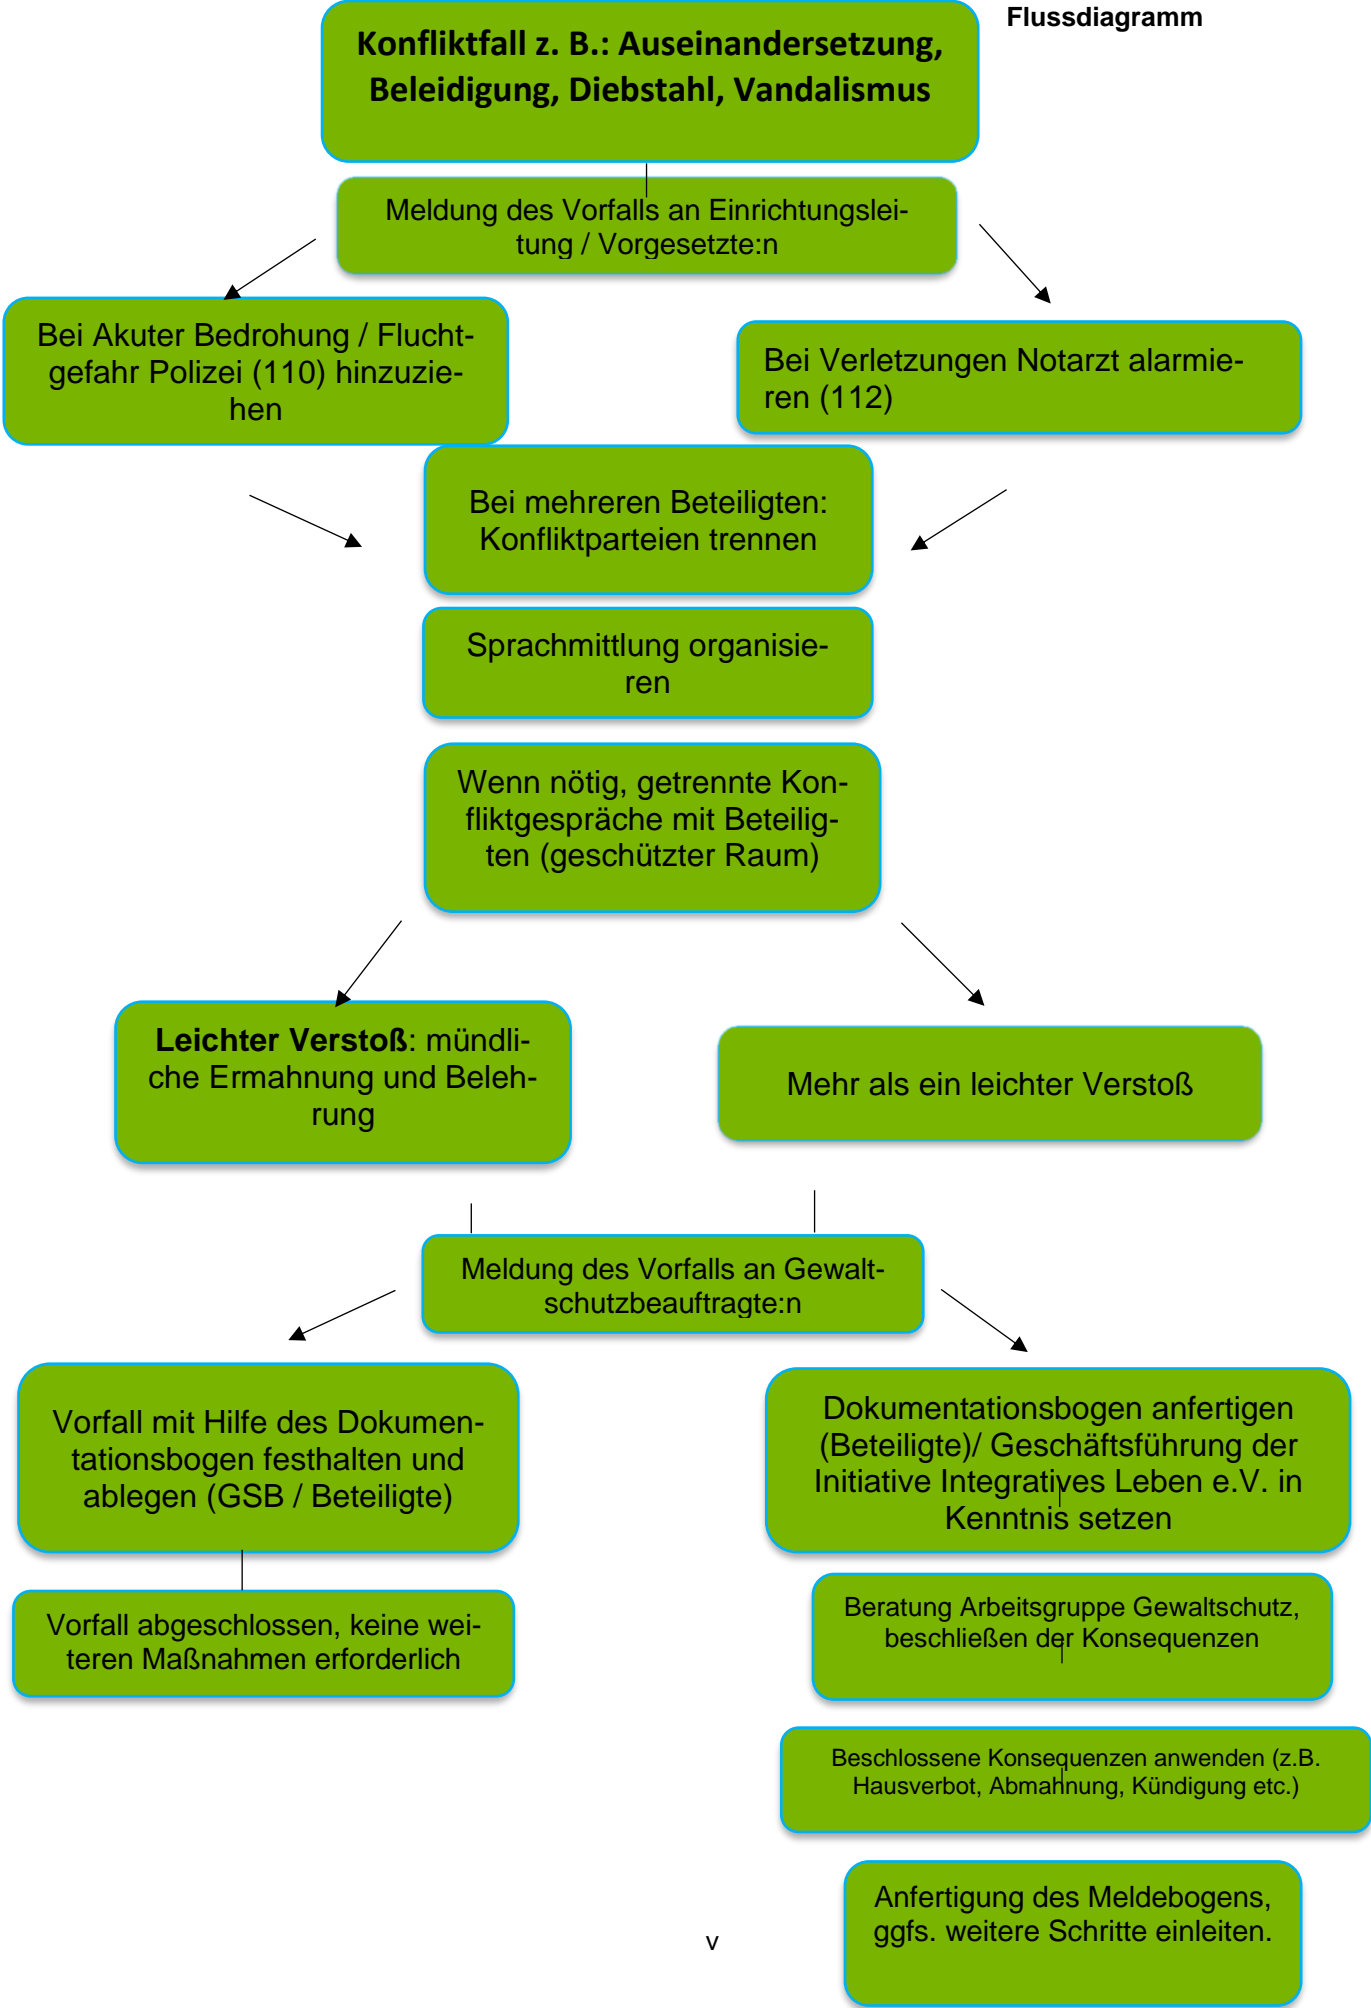 Flussdiagramm
Konfliktfall z. B.: Auseinandersetzung,
Beleidigung, Diebstahl, Vandalismus
Meldung des Vorfalls an Einrichtungslei-
tung / Vorgesetzte:n
Bei Akuter Bedrohung / Flucht-
gefahr Polizei (110) hinzuzie-
hen
Bei Verletzungen Notarzt alarmie-
ren (112)
Bei mehreren Beteiligten:
Konfliktparteien trennen
Sprachmittlung organisie-
ren
Wenn nötig, getrennte Kon-
fliktgespräche mit Beteilig-
ten (geschützter Raum)
Leichter Verstoß: mündli-
che Ermahnung und Beleh-
rung
Mehr als ein leichter Verstoß
Meldung des Vorfalls an Gewalt-
schutzbeauftragte:n
Vorfall mit Hilfe des Dokumen-
tationsbogen festhalten und
ablegen (GSB / Beteiligte)
Dokumentationsbogen anfertigen
(Beteiligte)/ Geschäftsführung der
Initiative Integratives Leben e.V. in
Kenntnis setzen
Vorfall abgeschlossen, keine wei-
teren Maßnahmen erforderlich
Beratung Arbeitsgruppe Gewaltschutz,
beschließen der Konsequenzen
Beschlossene Konsequenzen anwenden (z.B.
Hausverbot, Abmahnung, Kündigung etc.)
Anfertigung des Meldebogens,
ggfs. weitere Schritte einleiten.
v